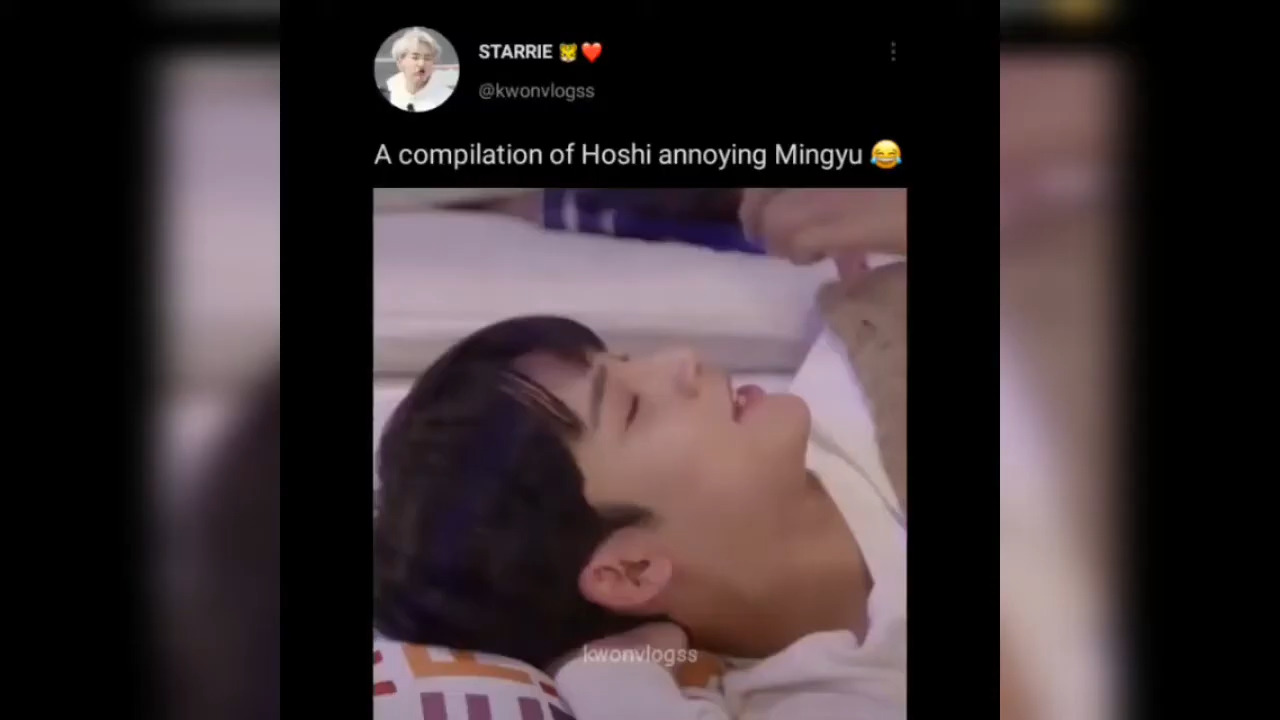 STARRIE 🐯❤️
@kwonvlogss
A compilation of Hoshi annoying Mingyu 😂
kwonvlogss